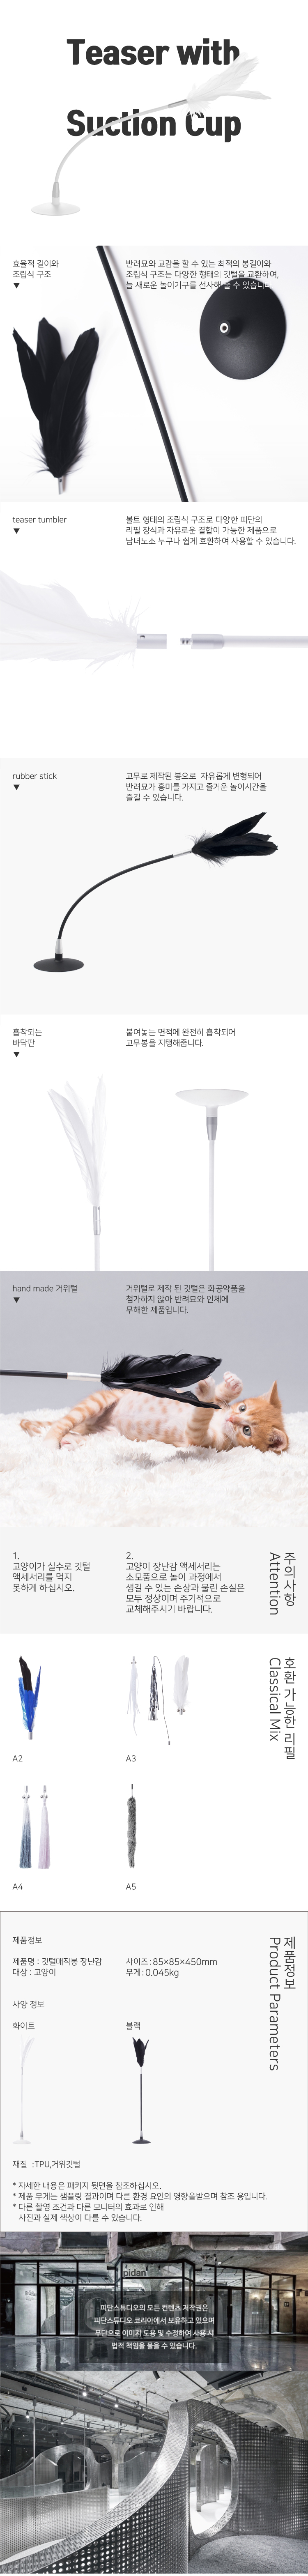 Teaser with
Suction Cup
효율적 길이와
조립식 구조
▼
반려묘와 교감을 할 수 있는 최적의 봉길이와
조립식 구조는 다양한 형태의 깃털을 교환하여,
늘 새로운 놀이기구를 선사해 줄 수 있습니다.
teaser tumbler
▼
볼트 형태의 조립식 구조로 다양한 피단의
리필 장식과 자유로운 결합이 가능한 제품으로
남녀노소 누구나 쉽게 호환하여 사용할 수 있습니다.
rubber stick
▼
고무로 제작된 봉으로 자유롭게 변형되어
반려묘가 흥미를 가지고 즐거운 놀이시간을
즐길 수 있습니다.
흡착되는
바닥판
▼
붙여놓는 면적에 완전히 흡착되어
고무봉을 지탱해줍니다.
hand made 거위털
▼
거위털로 제작 된 깃털은 화공약품을
첨가하지 않아 반려묘와 인체에
무해한 제품입니다.
1.
고양이가 실수로 깃털
액세서리를 먹지
못하게 하십시오.
2.
고양이 장난감 액세서리는
소모품으로 놀이 과정에서
생길 수 있는 손상과 물린 손실은
모두 정상이며 주기적으로
교체해주시기 바랍니다.
주의사항
Attention
호환 가능한 리필
Classical Mix
A2
A3
A4
A5
제품정보
Product Parameters
제품정보
제품명 : 깃털매직봉 장난감
대상 : 고양이
사이즈 : 85×85×450mm
무게 : 0.045kg
사양 정보
화이트
블랙
재질 :TPU,거위깃털
* 자세한 내용은 패키지 뒷면을 참조하십시오.
* 제품 무게는 샘플링 결과이며 다른 환경 요인의 영향을받으며 참조 용입니다.
* 다른 촬영 조건과 다른 모니터의 효과로 인해
사진과 실제 색상이 다를 수 있습니다.
pidan
피단스튜디오의 모든 컨텐츠 저작권은
피단스튜디오 코리아에서 보유하고 있으며
무단으로 이미지 도용 및 수정하여 사용 시
법적 책임을 물을 수 있습니다.